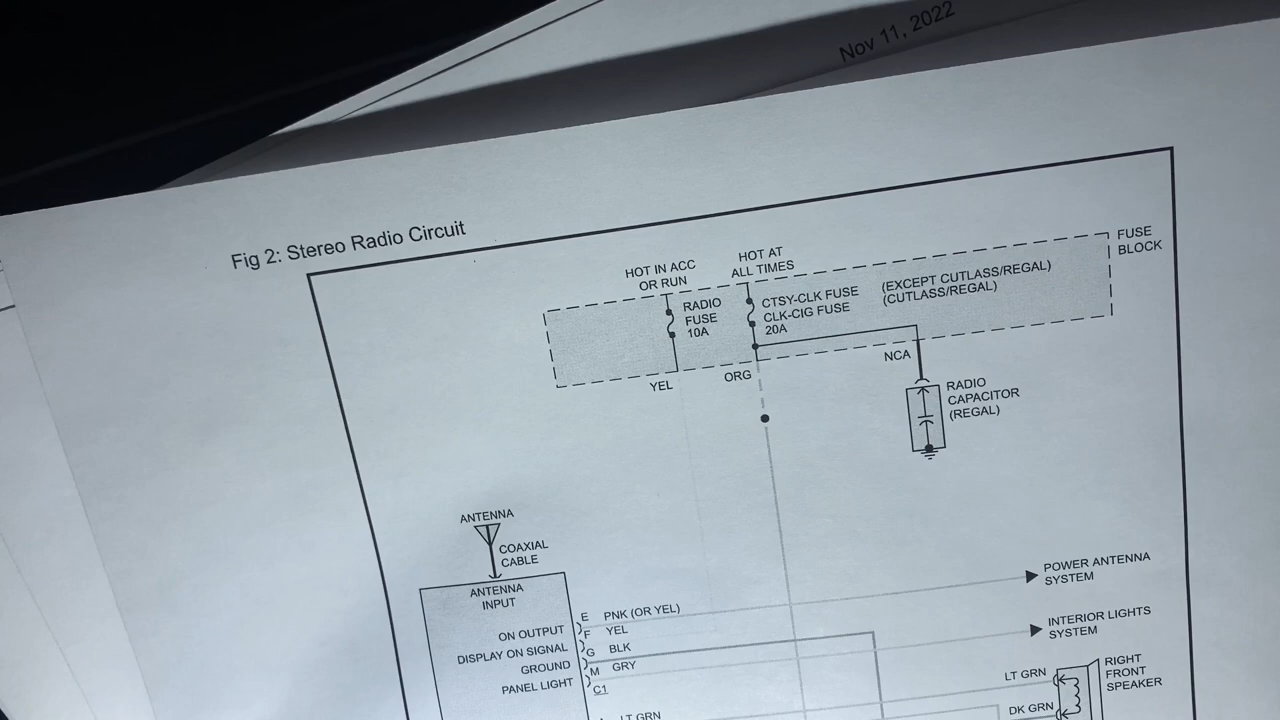 Nov 11, 2022
Fig 2: Stereo Radio Circuit
HOT IN ACC
OR RUN
HOT AT
ALL TIMES
FUSE
BLOCK
RADIO
FUSE
10A
CTSY-CLK FUSE
CLK-CIG FUSE
20A
(EXCEPT CUTLASS/REGAL)
(CUTLASS/REGAL)
YEL
ORG
NCA
RADIO
CAPACITOR
(REGAL)
ANTENNA
COAXIAL
CABLE
ANTENNA
INPUT
ON OUTPUT
DISPLAY ON SIGNAL
GROUND
PANEL LIGHT
E PNK (OR YEL)
F YEL
G BLK
M GRY
C1
POWER ANTENNA
SYSTEM
INTERIOR LIGHTS
SYSTEM
LT GRN
RIGHT
FRONT
SPEAKER
DK GRN
LT GRN